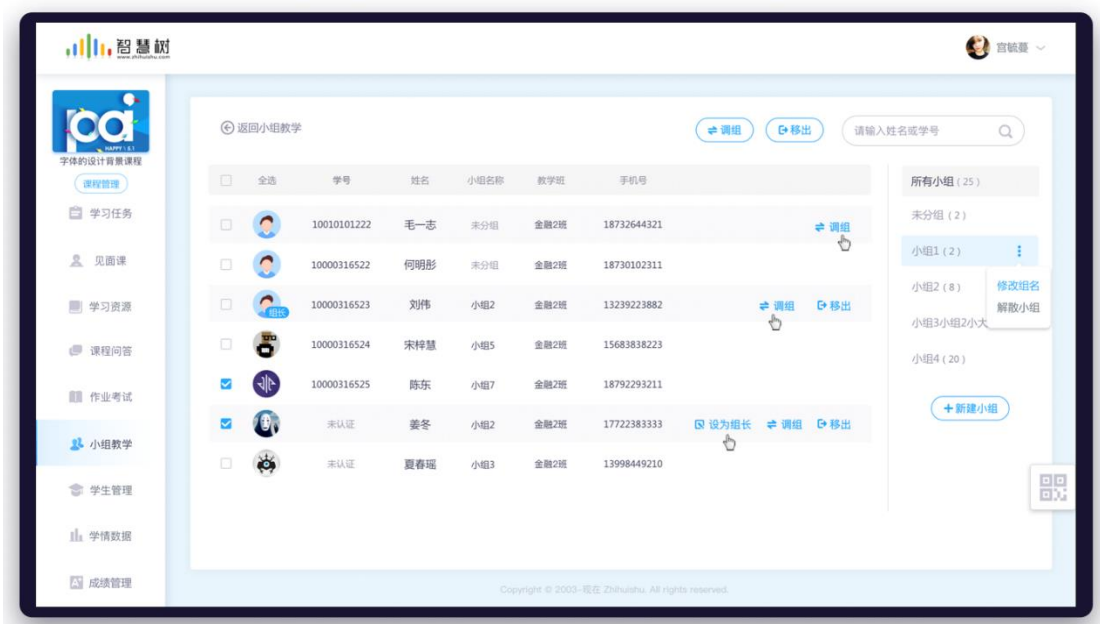 智慧树
www.zhihuishu.com
宫毓蔓
HAPPY
字体的设计背景课程
课程管理
学习任务
见面课
学习资源
课程问答
作业考试
小组教学
学生管理
学情数据
成绩管理
返回小组教学
调组
移出
请输入姓名或学号
全选 学号 姓名 小组名称 教学班 手机号
10010101222 毛一志 未分组 金融2班 18732644321 调组
10000316522 何明彤 未分组 金融2班 18730102311
组长 10000316523 刘伟 小组2 金融2班 13239223882 调组 移出
10000316524 宋梓慧 小组5 金融2班 15683838223
10000316525 陈东 小组7 金融2班 18792293211
未认证 姜冬 小组2 金融2班 17722383333 设为组长 调组 移出
未认证 夏春瑶 小组3 金融2班 13998449210
所有小组 ( 25 )
未分组 ( 2 )
小组1 ( 2 )
修改组名
解散小组
小组2 ( 8 )
小组3小组2小大
小组4 ( 20 )
+新建小组
Copyright © 2003-现在 Zhihuishu. All rights reserved.